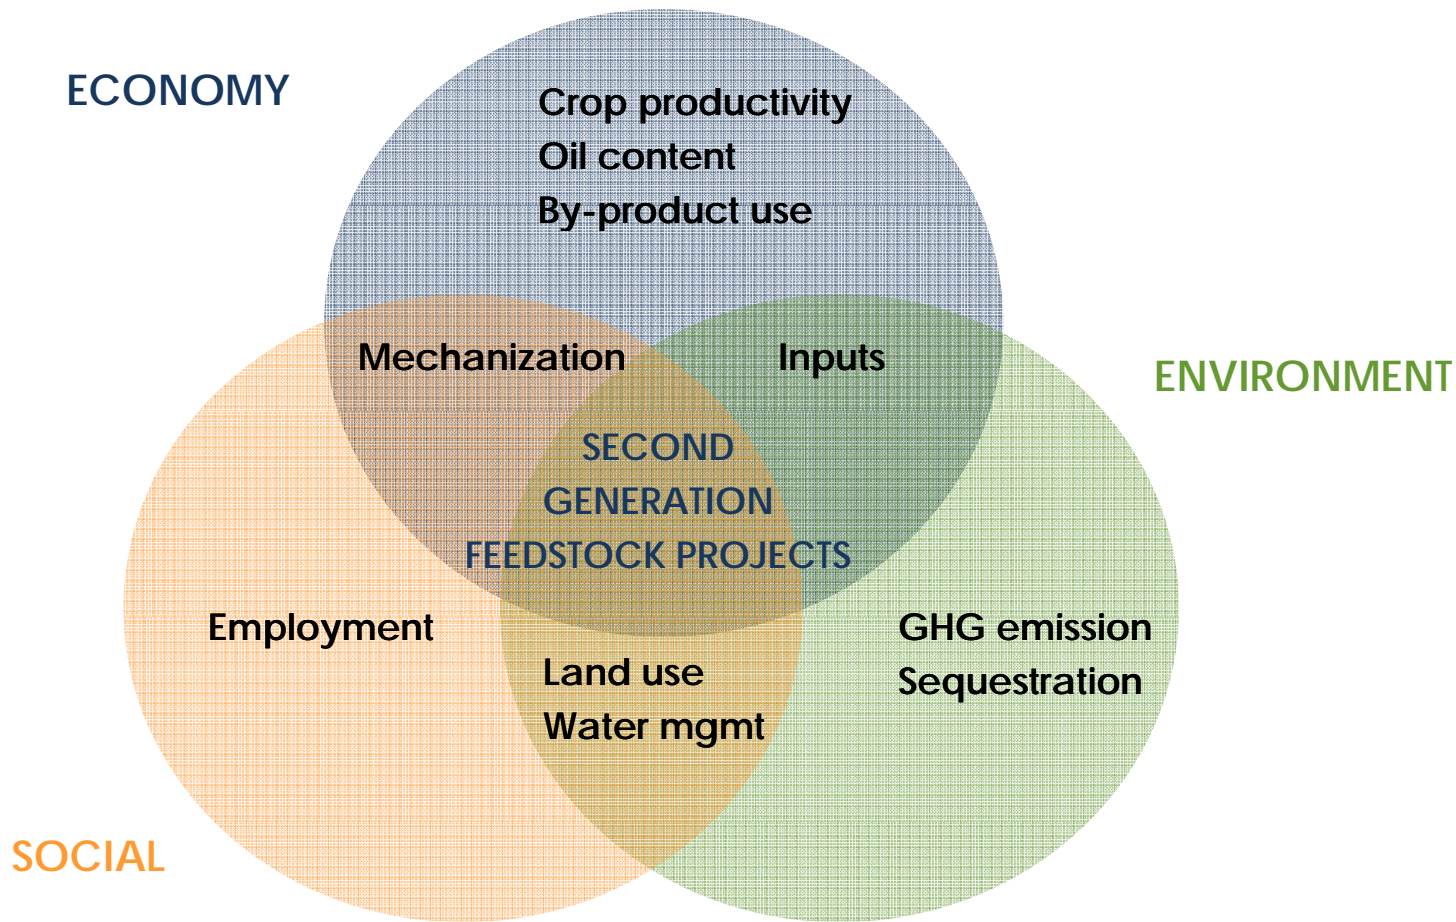 ECONOMY
Crop productivity
Oil content
By-product use
Mechanization
Inputs
ENVIRONMENT
SECOND
GENERATION
FEEDSTOCK PROJECTS
Employment
GHG emission
Sequestration
Land use
Water mgmt
SOCIAL